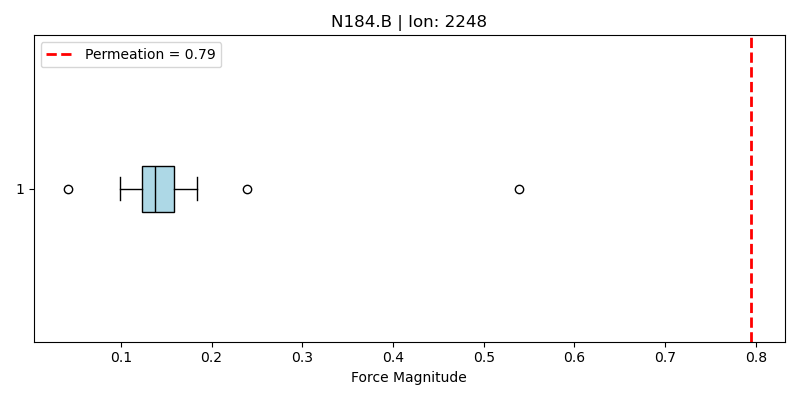 N184.B | Ion: 2248
Permeation = 0.79
1
0.1 0.2 0.3 0.4 0.5 0.6 0.7 0.8
Force Magnitude